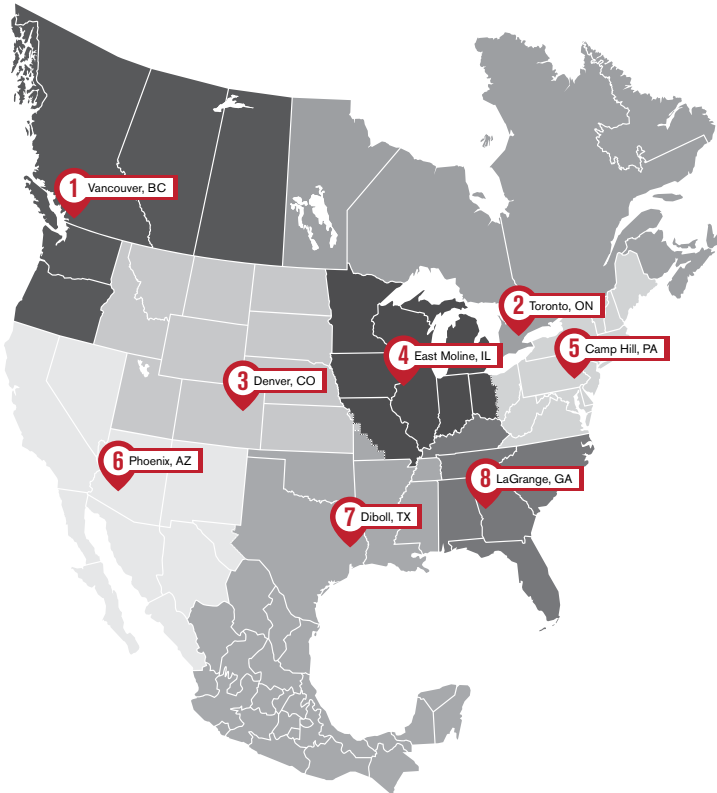 1 Vancouver, BC
2 Toronto, ON
5 Camp Hill, PA
4 East Moline, IL
3 Denver, CO
6 Phoenix, AZ
8 LaGrange, GA
7 Diboll, TX